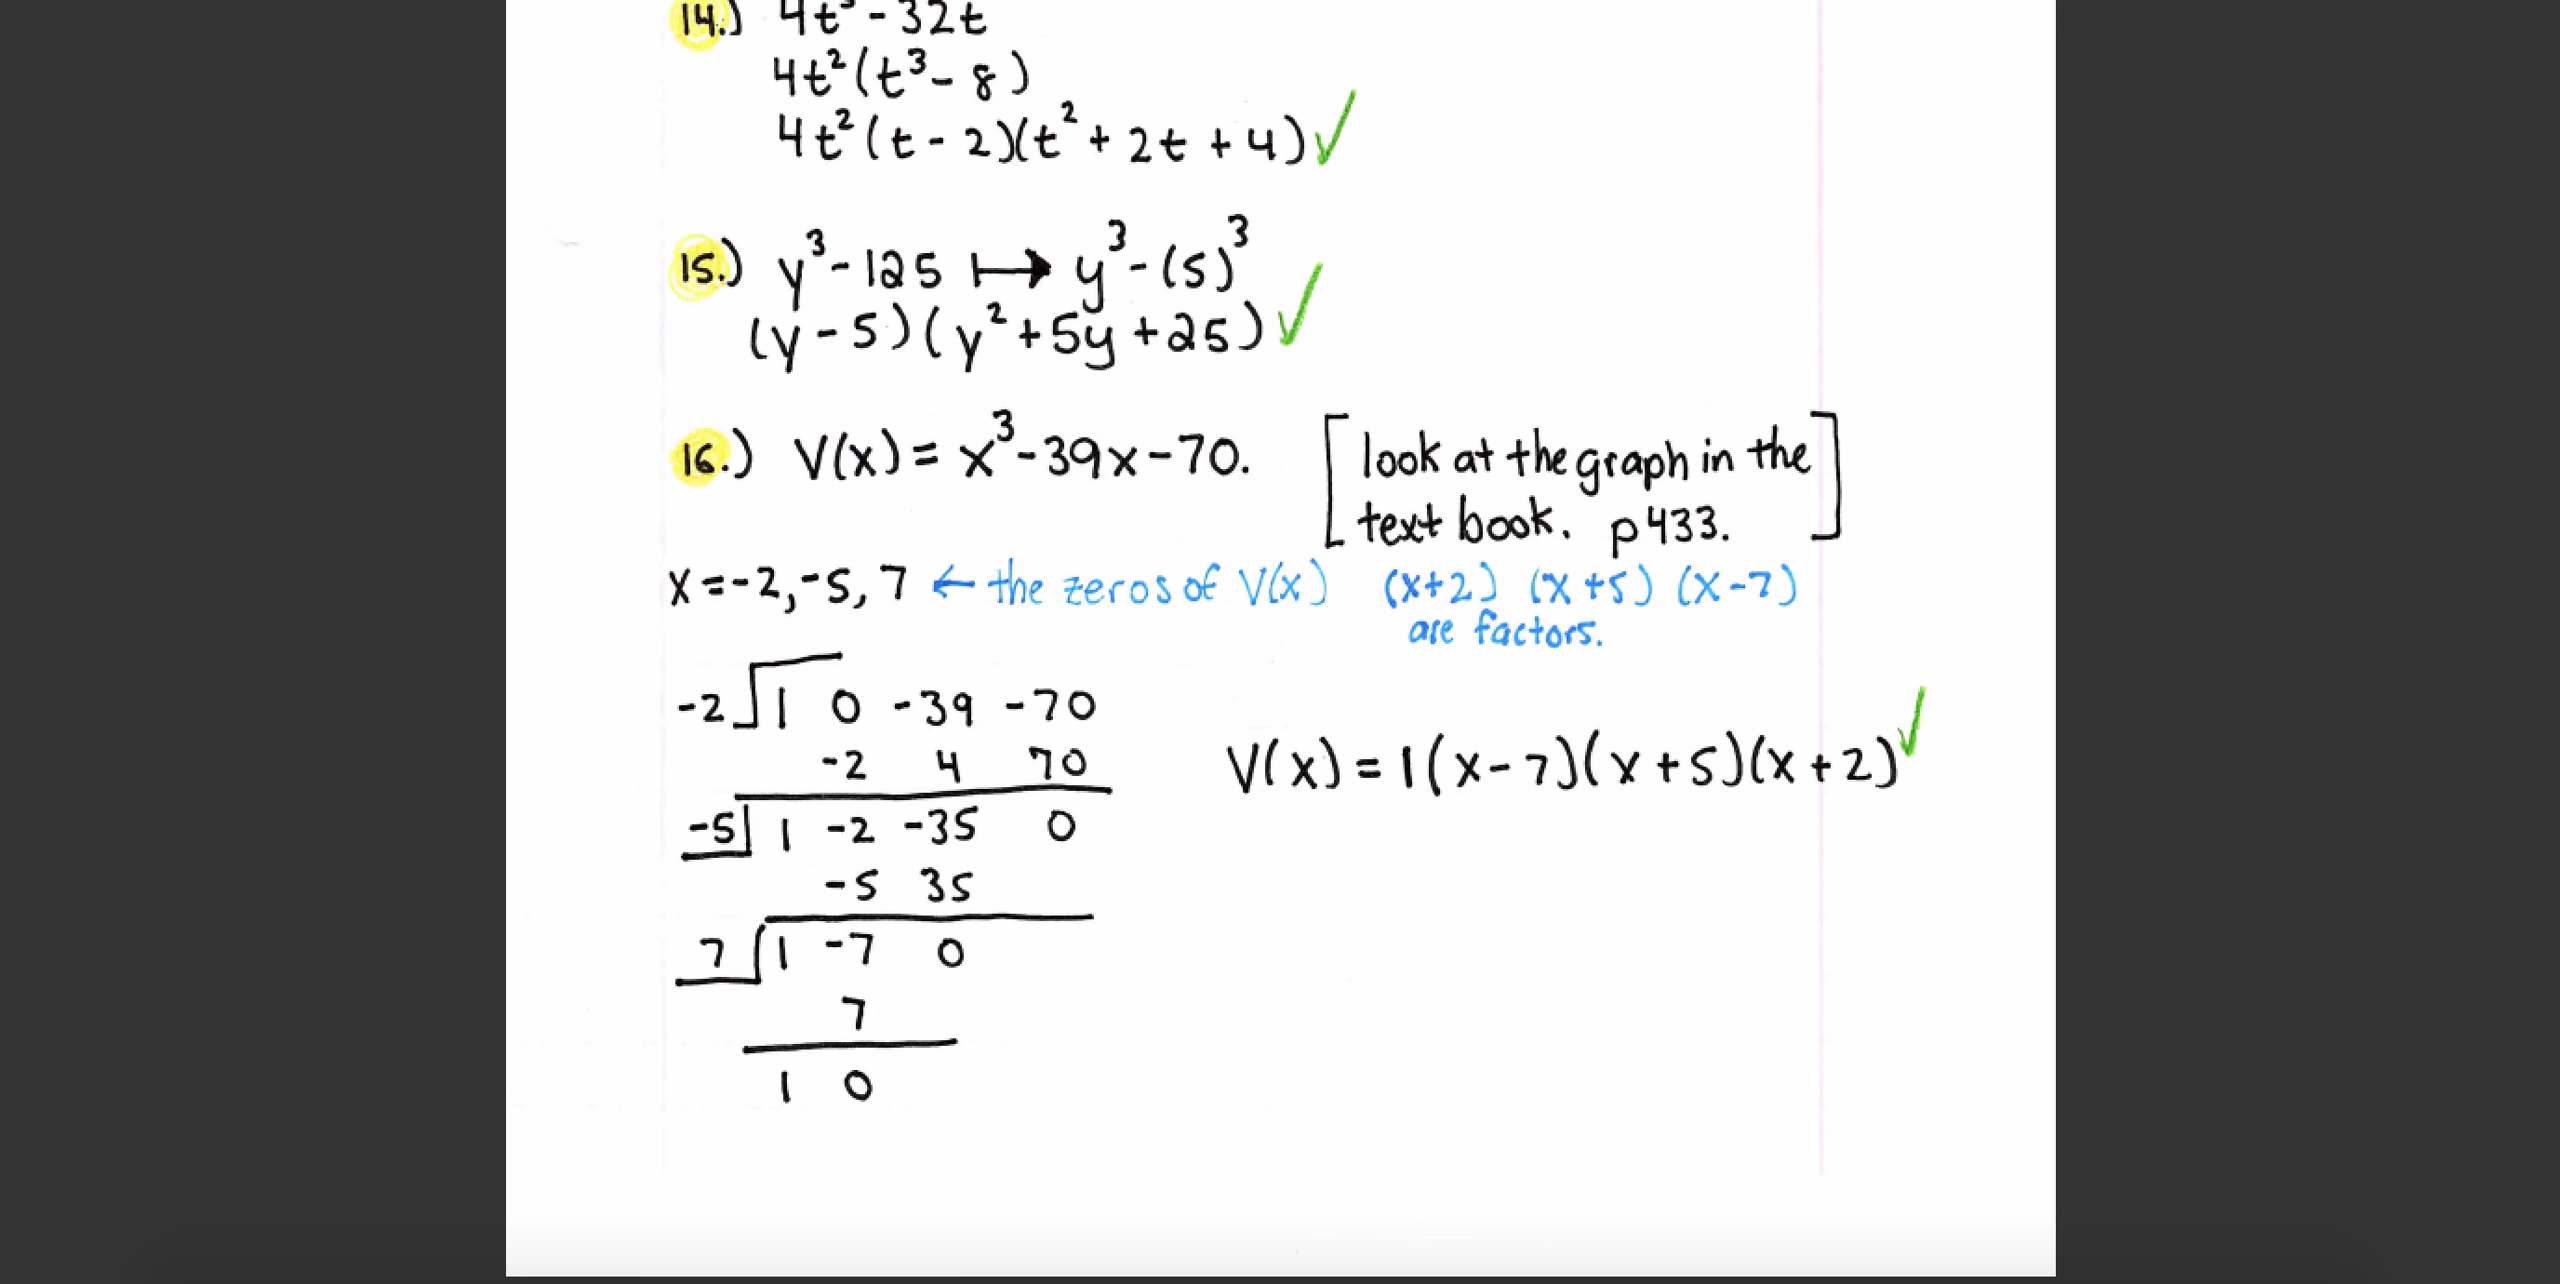 14.) 4t⁵ - 32t
4t²(t³ - 8)
4t²(t - 2)(t² + 2t + 4) ✓
15.) y³ - 125 ↦ y³ - (5)³
(y - 5)(y² + 5y + 25) ✓
16.) V(x) = x³ - 39x - 70. [look at the graph in the
text book. p433.]
x = -2, -5, 7 ← the zeros of V(x) (x+2) (x+5) (x-7)
are factors.
-2 1 0 -39 -70
-2 4 70
V(x) = 1(x-7)(x+5)(x+2) ✓
-5 1 -2 -35 0
-5 35
7 1 -7 0
7
1 0